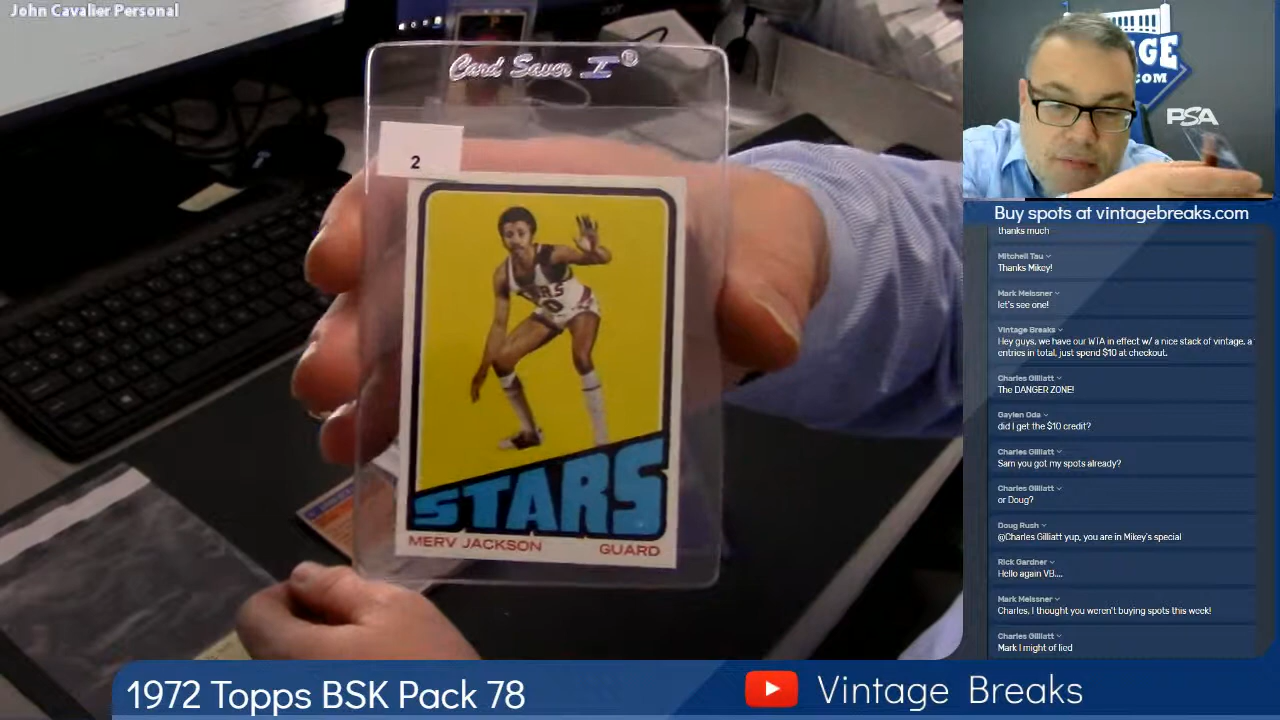 John Cavalier Personal
Card Saver I®
2
STARS
MERV JACKSON GUARD
.COM
PSA
Buy spots at vintagebreaks.com
thanks much
Mitchell Tau
Thanks Mikey!
Mark Meissner
let's see one!
Vintage Breaks
Hey guys, we have our WTA in effect w/ a nice stack of vintage, a
entries in total, just spend $10 at checkout.
Charles Gilliatt
The DANGER ZONE!
Gaylen Oda
did I get the $10 credit?
Charles Gilliatt
Sam you got my spots already?
Charles Gilliatt
or Doug?
Doug Rush
@Charles Gilliatt yup, you are in Mikey's special
Rick Gardner
Hello again VB....
Mark Meissner
Charles, I thought you weren't buying spots this week!
Charles Gilliatt
Mark I might of lied
1972 Topps BSK Pack 78
Vintage Breaks